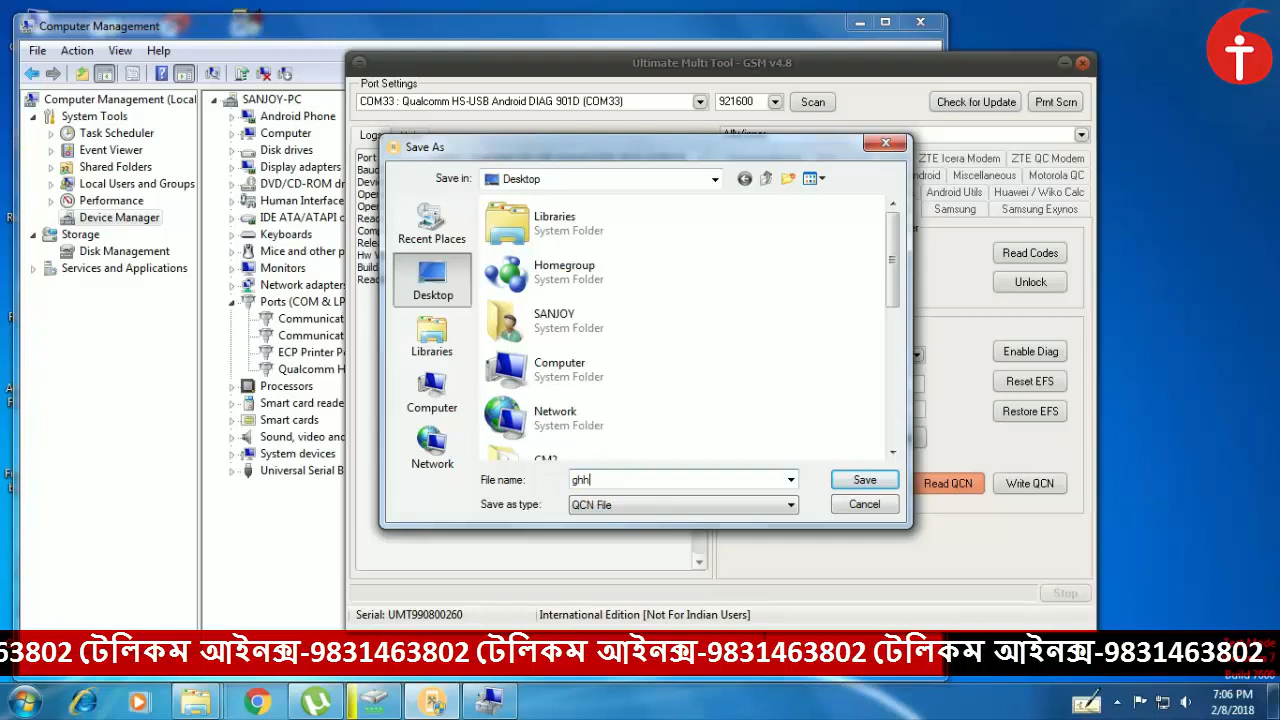 Computer Management
File Action View Help
Computer Management (Local
System Tools
Task Scheduler
Event Viewer
Shared Folders
Local Users and Groups
Performance
Device Manager
Storage
Disk Management
Services and Applications
SANJOY-PC
Android Phone
Computer
Disk drives
Display adapters
DVD/CD-ROM dr
Human Interface
IDE ATA/ATAPI c
Keyboards
Mice and other p
Monitors
Network adapters
Ports (COM & LP
Communicat
Communicat
ECP Printer Po
Qualcomm H
Processors
Smart card reade
Smart cards
Sound, video and
System devices
Universal Serial B
Ultimate Multi Tool - GSM v4.8
Port Settings
COM33 : Qualcomm HS-USB Android DIAG 901D (COM33)
921600
Scan
Check for Update
Prnt Scrn
Logs
ZTE Icera Modem ZTE QC Modem
Miscellaneous Motorola QC
Android Utils Huawei / Wiko Calc
Samsung Samsung Exynos
Read Codes
Unlock
Enable Diag
Reset EFS
Restore EFS
Read QCN Write QCN
Save As
Save in: Desktop
Recent Places
Desktop
Libraries
Computer
Network
Libraries
System Folder
Homegroup
System Folder
SANJOY
System Folder
Computer
System Folder
Network
System Folder
CM2
File name: ghh
Save
Save as type: QCN File
Cancel
Stop
Serial: UMT990800260
International Edition [Not For Indian Users]
63802 টেলিকম আইনক্স-9831463802 টেলিকম আইনক্স-9831463802 টেলিকম আইনক্স-9831463802
Build 7600
7:06 PM
2/8/2018